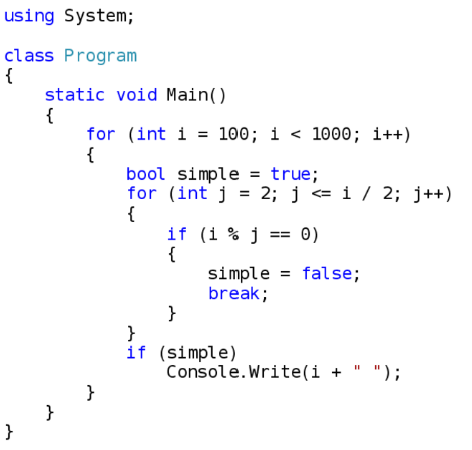 using System;

class Program
{
    static void Main()
    {
        for (int i = 100; i < 1000; i++)
        {
            bool simple = true;
            for (int j = 2; j <= i / 2; j++)
            {
                if (i % j == 0)
                {
                    simple = false;
                    break;
                }
            }
            if (simple)
                Console.Write(i + " ");
        }
    }
}